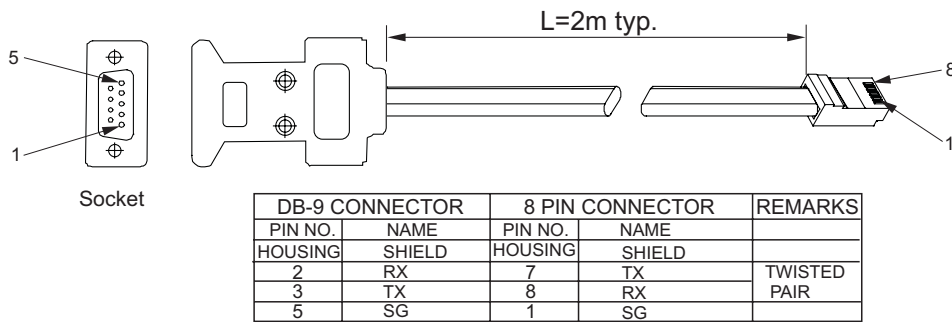 L=2m typ.
5
8
1
1
Socket
DB-9 CONNECTOR 8 PIN CONNECTOR REMARKS
PIN NO. NAME PIN NO. NAME
HOUSING SHIELD HOUSING SHIELD
2 RX 7 TX TWISTED
3 TX 8 RX PAIR
5 SG 1 SG